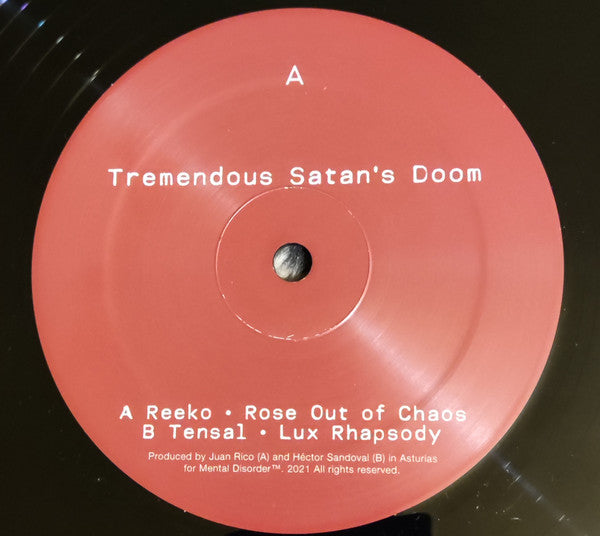 A
Tremendous Satan's Doom
A Reeko • Rose Out of Chaos
B Tensal • Lux Rhapsody
Produced by Juan Rico (A) and Héctor Sandoval (B) in Asturias
for Mental Disorder™. 2021 All rights reserved.